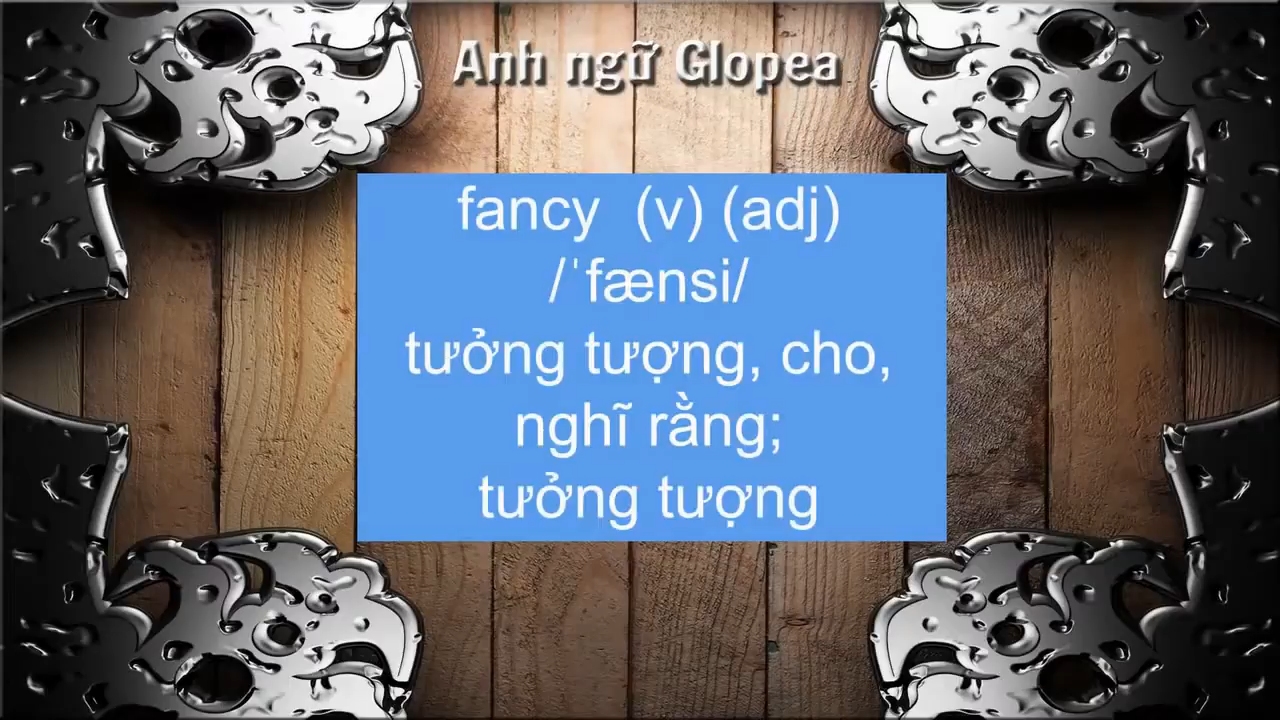 Anh ngữ Glopea
fancy (v) (adj)
/ˈfænsi/
tưởng tượng, cho,
nghĩ rằng;
tưởng tượng